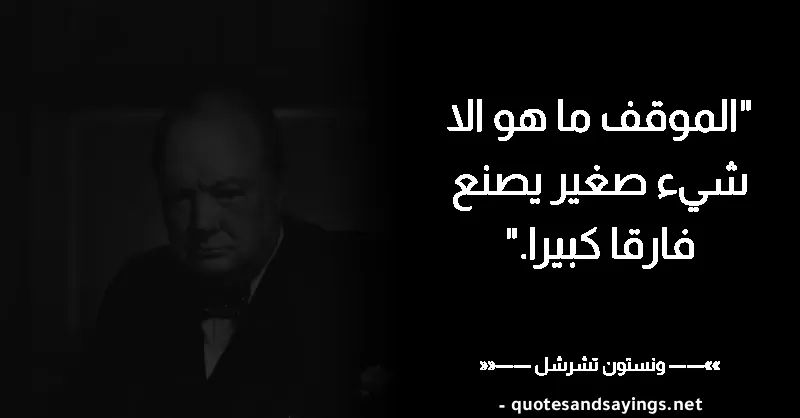 "الموقف ما هو الا
شيء صغير يصنع
فارقا كبيرا."
»»——— ونستون تشرشل ———««
- quotesandsayings.net